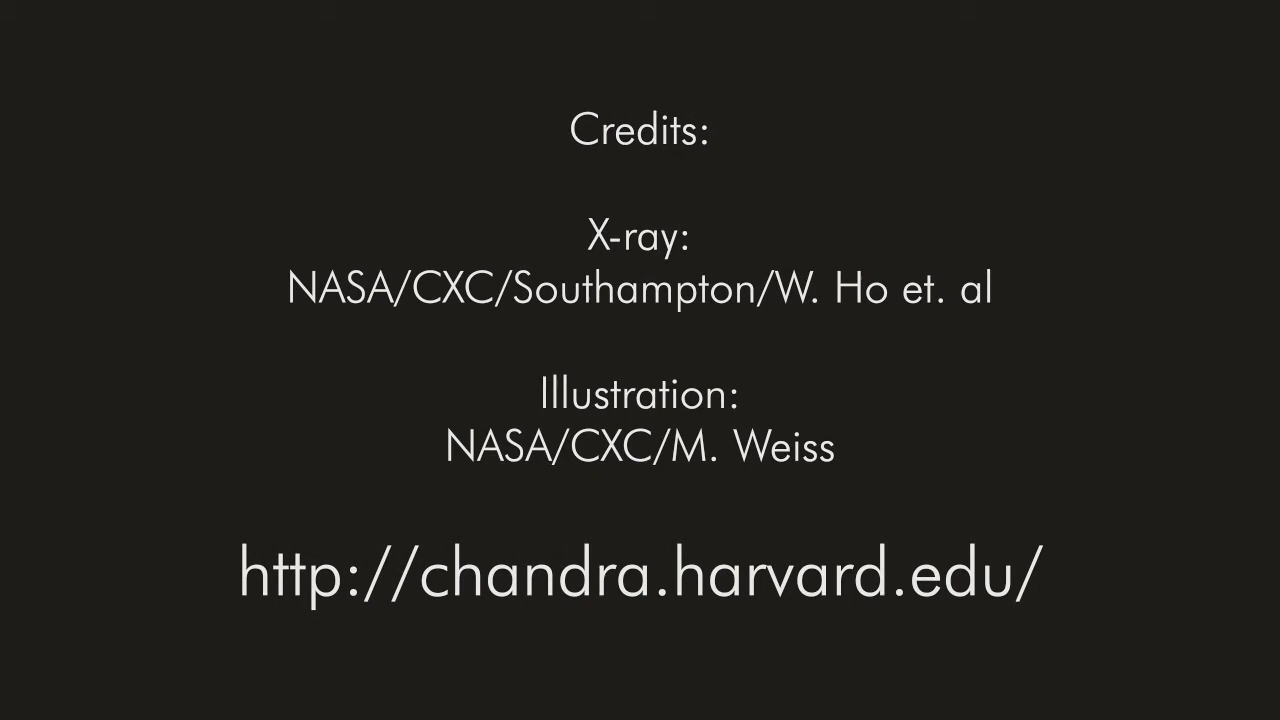 Credits:
X-ray:
NASA/CXC/Southampton/W. Ho et. al
Illustration:
NASA/CXC/M. Weiss
http://chandra.harvard.edu/